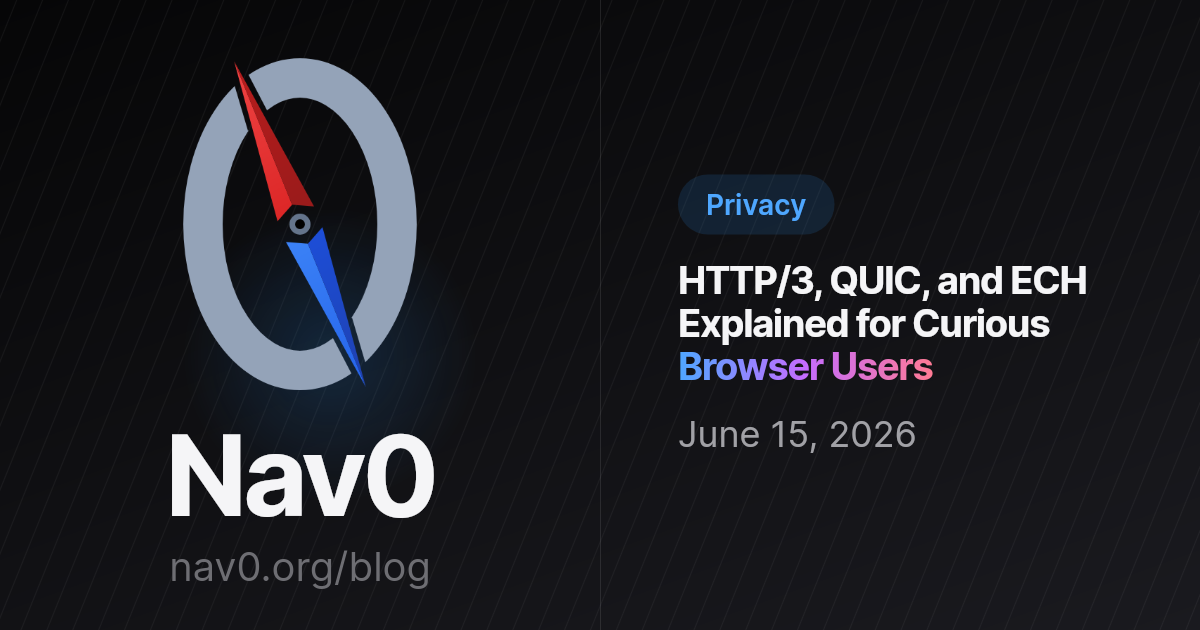 Nav0
nav0.org/blog
Privacy
HTTP/3, QUIC, and ECH
Explained for Curious
Browser Users
June 15, 2026